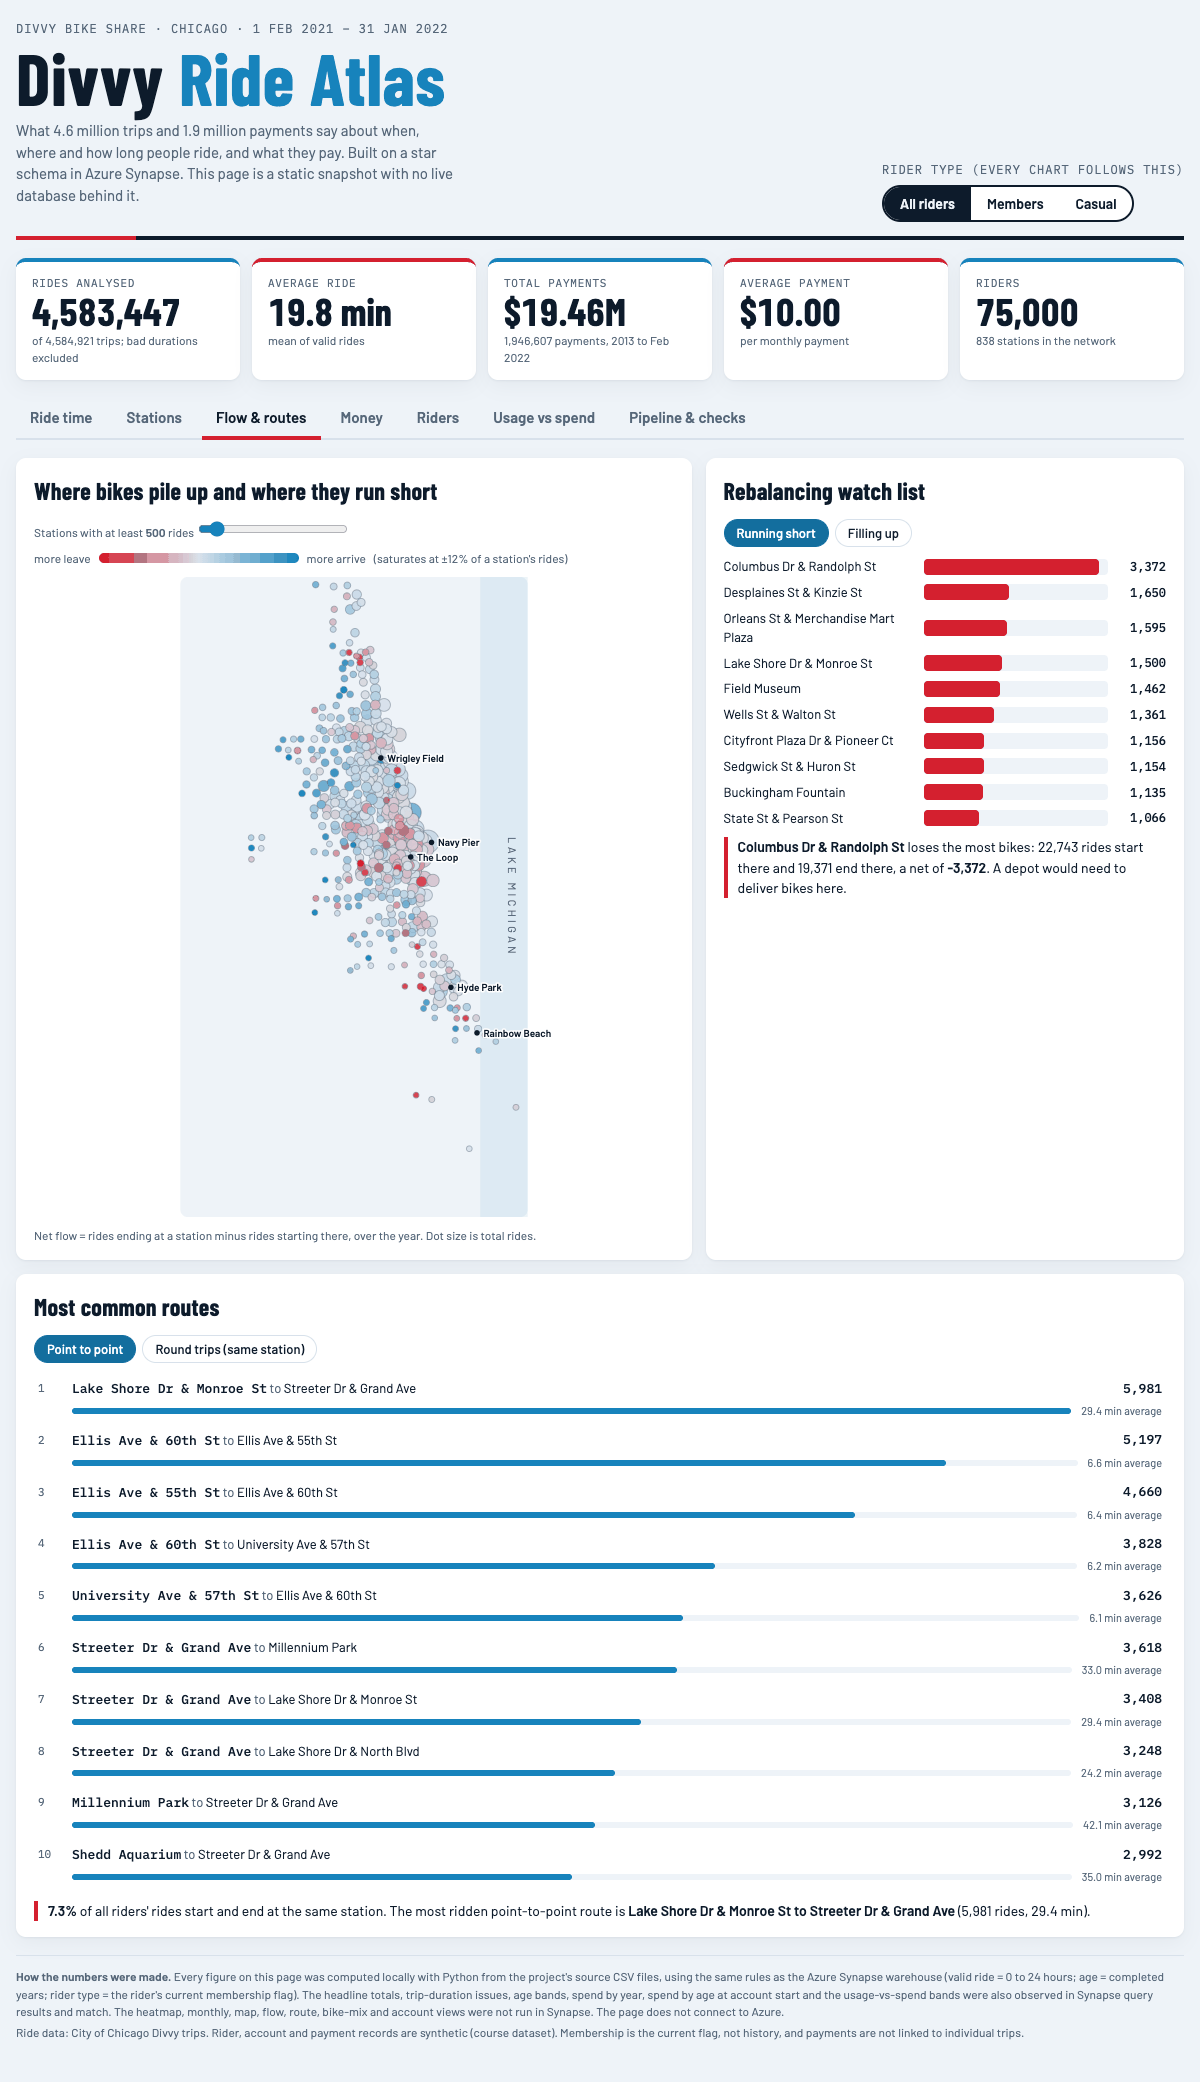 DIVVY BIKE SHARE · CHICAGO · 1 FEB 2021 – 31 JAN 2022
Divvy Ride Atlas
What 4.6 million trips and 1.9 million payments say about when,
where and how long people ride, and what they pay. Built on a star
schema in Azure Synapse. This page is a static snapshot with no live
database behind it.
RIDER TYPE (EVERY CHART FOLLOWS THIS)
All riders Members Casual
RIDES ANALYSED
4,583,447
of 4,584,921 trips; bad durations
excluded
AVERAGE RIDE
19.8 min
mean of valid rides
TOTAL PAYMENTS
$19.46M
1,946,607 payments, 2013 to Feb
2022
AVERAGE PAYMENT
$10.00
per monthly payment
RIDERS
75,000
838 stations in the network
Ride time Stations Flow & routes Money Riders Usage vs spend Pipeline & checks
Where bikes pile up and where they run short
Stations with at least 500 rides
more leave more arrive (saturates at ±12% of a station's rides)
Wrigley Field
Navy Pier
The Loop
LAKE MICHIGAN
Hyde Park
Rainbow Beach
Net flow = rides ending at a station minus rides starting there, over the year. Dot size is total rides.
Rebalancing watch list
Running short Filling up
Columbus Dr & Randolph St 3,372
Desplaines St & Kinzie St 1,650
Orleans St & Merchandise Mart
Plaza 1,595
Lake Shore Dr & Monroe St 1,500
Field Museum 1,462
Wells St & Walton St 1,361
Cityfront Plaza Dr & Pioneer Ct 1,156
Sedgwick St & Huron St 1,154
Buckingham Fountain 1,135
State St & Pearson St 1,066
Columbus Dr & Randolph St loses the most bikes: 22,743 rides start
there and 19,371 end there, a net of -3,372. A depot would need to
deliver bikes here.
Most common routes
Point to point Round trips (same station)
1 Lake Shore Dr & Monroe St to Streeter Dr & Grand Ave 5,981
29.4 min average
2 Ellis Ave & 60th St to Ellis Ave & 55th St 5,197
6.6 min average
3 Ellis Ave & 55th St to Ellis Ave & 60th St 4,660
6.4 min average
4 Ellis Ave & 60th St to University Ave & 57th St 3,828
6.2 min average
5 University Ave & 57th St to Ellis Ave & 60th St 3,626
6.1 min average
6 Streeter Dr & Grand Ave to Millennium Park 3,618
33.0 min average
7 Streeter Dr & Grand Ave to Lake Shore Dr & Monroe St 3,408
29.4 min average
8 Streeter Dr & Grand Ave to Lake Shore Dr & North Blvd 3,248
24.2 min average
9 Millennium Park to Streeter Dr & Grand Ave 3,126
42.1 min average
10 Shedd Aquarium to Streeter Dr & Grand Ave 2,992
35.0 min average
7.3% of all riders' rides start and end at the same station. The most ridden point-to-point route is Lake Shore Dr & Monroe St to Streeter Dr & Grand Ave (5,981 rides, 29.4 min).
How the numbers were made. Every figure on this page was computed locally with Python from the project's source CSV files, using the same rules as the Azure Synapse warehouse (valid ride = 0 to 24 hours; age = completed
years; rider type = the rider's current membership flag). The headline totals, trip-duration issues, age bands, spend by year, spend by age at account start and the usage-vs-spend bands were also observed in Synapse query
results and match. The heatmap, monthly, map, flow, route, bike-mix and account views were not run in Synapse. The page does not connect to Azure.
Ride data: City of Chicago Divvy trips. Rider, account and payment records are synthetic (course dataset). Membership is the current flag, not history, and payments are not linked to individual trips.